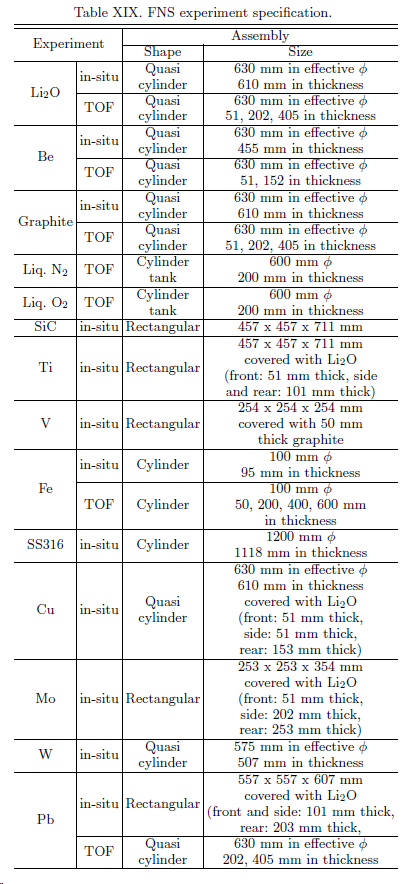 Table XIX. FNS experiment specification.
Experiment Assembly
Shape Size
Li2O in-situ Quasi cylinder 630 mm in effective ϕ
610 mm in thickness
TOF Quasi cylinder 630 mm in effective ϕ
51, 202, 405 in thickness
Be in-situ Quasi cylinder 630 mm in effective ϕ
455 mm in thickness
TOF Quasi cylinder 630 mm in effective ϕ
51, 152 in thickness
Graphite in-situ Quasi cylinder 630 mm in effective ϕ
610 mm in thickness
TOF Quasi cylinder 630 mm in effective ϕ
51, 202, 405 in thickness
Liq. N2 TOF Cylinder tank 600 mm ϕ
200 mm in thickness
Liq. O2 TOF Cylinder tank 600 mm ϕ
200 mm in thickness
SiC in-situ Rectangular 457 x 457 x 711 mm
Ti in-situ Rectangular 457 x 457 x 711 mm
covered with Li2O
(front: 51 mm thick, side
and rear: 101 mm thick)
V in-situ Rectangular 254 x 254 x 254 mm
covered with 50 mm
thick graphite
Fe in-situ Cylinder 100 mm ϕ
95 mm in thickness
TOF Cylinder 100 mm ϕ
50, 200, 400, 600 mm
in thickness
SS316 in-situ Cylinder 1200 mm ϕ
1118 mm in thickness
Cu in-situ Quasi cylinder 630 mm in effective ϕ
610 mm in thickness
covered with Li2O
(front: 51 mm thick,
side: 51 mm thick,
rear: 153 mm thick)
Mo in-situ Rectangular 253 x 253 x 354 mm
covered with Li2O
(front: 51 mm thick,
side: 202 mm thick,
rear: 253 mm thick)
W in-situ Quasi cylinder 575 mm in effective ϕ
507 mm in thickness
Pb in-situ Rectangular 557 x 557 x 607 mm
covered with Li2O
(front and side: 101 mm thick,
rear: 203 mm thick,
TOF Quasi cylinder 630 mm in effective ϕ
202, 405 mm in thickness